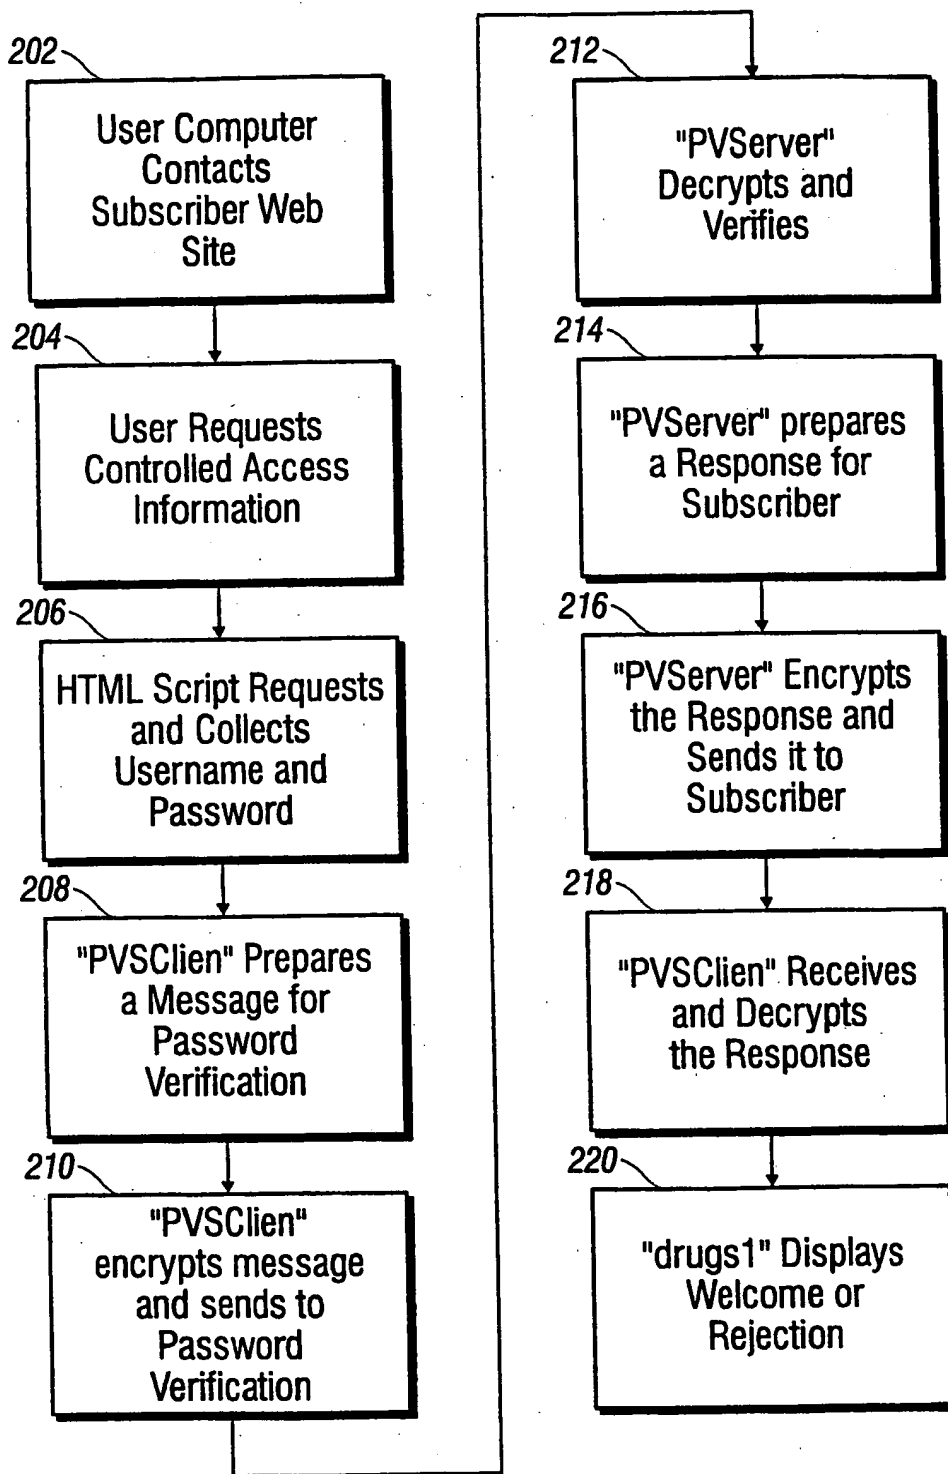 202
User Computer
Contacts
Subscriber Web
Site
204
User Requests
Controlled Access
Information
206
HTML Script Requests
and Collects
Username and
Password
208
"PVSClien" Prepares
a Message for
Password
Verification
210
"PVSClien"
encrypts message
and sends to
Password
Verification
212
"PVServer"
Decrypts and
Verifies
214
"PVServer" prepares
a Response for
Subscriber
216
"PVServer" Encrypts
the Response and
Sends it to
Subscriber
218
"PVSClien" Receives
and Decrypts
the Response
220
"drugs1" Displays
Welcome or
Rejection